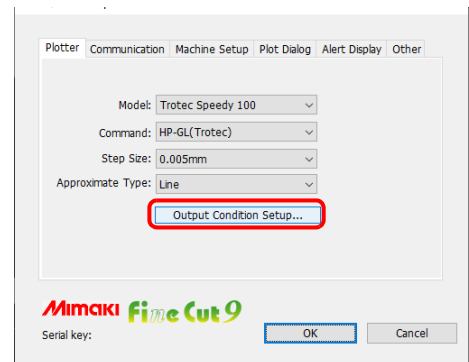 Plotter Communication Machine Setup Plot Dialog Alert Display Other
Model: Trotec Speedy 100
Command: HP-GL(Trotec)
Step Size: 0.005mm
Approximate Type: Line
Output Condition Setup...
Mimaki Fine Cut 9
Serial key:
OK Cancel